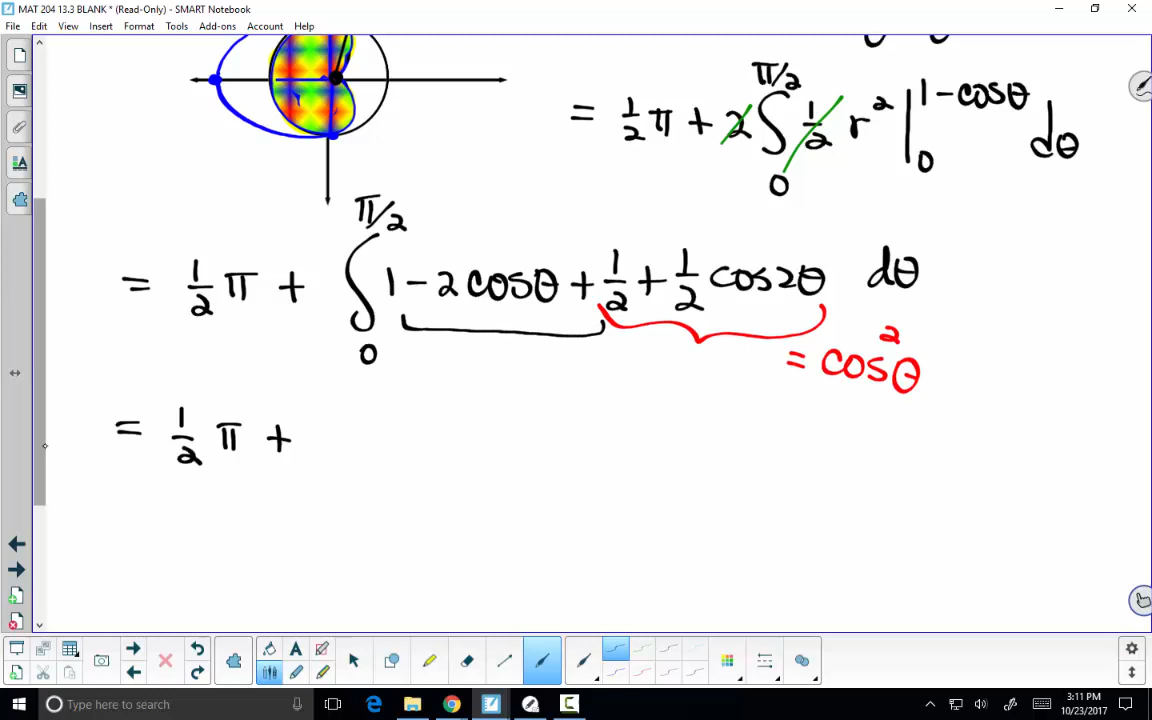 MAT 204 13.3 BLANK * (Read-Only) — SMART Notebook
File Edit View Insert Format Tools Add-ons Account Help
= 1/2 π + 2 ∫₀^(π/2) 1/2 r² |₀^(1-cosθ) dθ
= 1/2 π + ∫₀^(π/2) 1 - 2cosθ + 1/2 + 1/2 cos2θ dθ
= cos²θ
= 1/2 π +
Type here to search
3:11 PM
10/23/2017